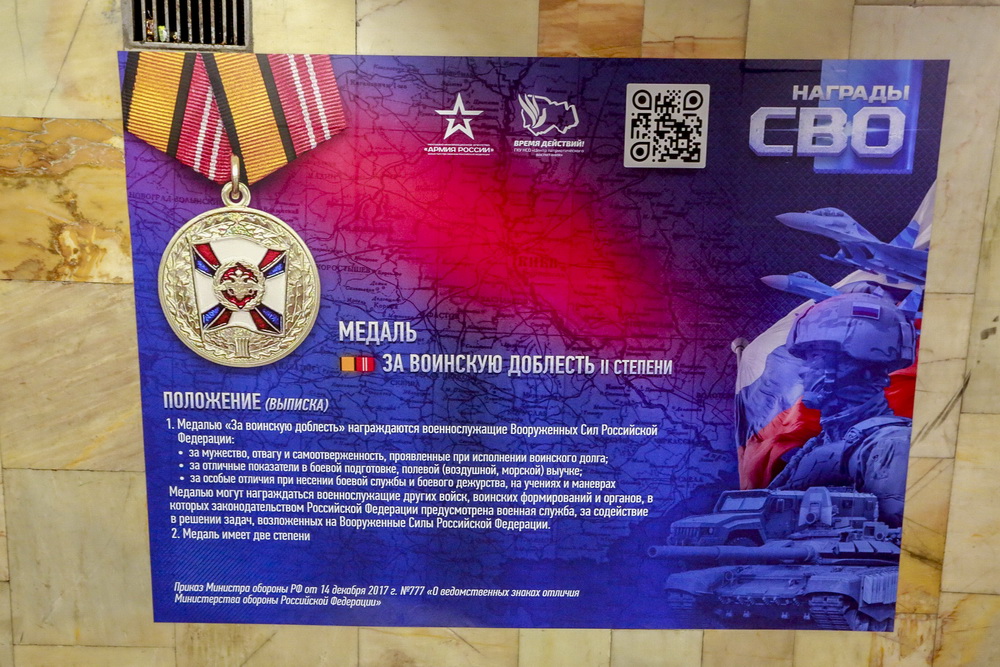 НАГРАДЫ
СВО
«АРМИЯ РОССИИ»
ВРЕМЯ ДЕЙСТВИЙ!
МЕДАЛЬ
ЗА ВОИНСКУЮ ДОБЛЕСТЬ II СТЕПЕНИ
ПОЛОЖЕНИЕ (ВЫПИСКА)
1. Медалью «За воинскую доблесть» награждаются военнослужащие Вооруженных Сил Российской
Федерации:
• за мужество, отвагу и самоотверженность, проявленные при исполнении воинского долга;
• за отличные показатели в боевой подготовке, полевой (воздушной, морской) выучке;
• за особые отличия при несении боевой службы и боевого дежурства, на учениях и маневрах
Медалью могут награждаться военнослужащие других войск, воинских формирований и органов, в
которых законодательством Российской Федерации предусмотрена военная служба, за содействие
в решении задач, возложенных на Вооруженные Силы Российской Федерации.
2. Медаль имеет две степени
Приказ Министра обороны РФ от 14 декабря 2017 г. №777 «О ведомственных знаках отличия
Министерства обороны Российской Федерации»